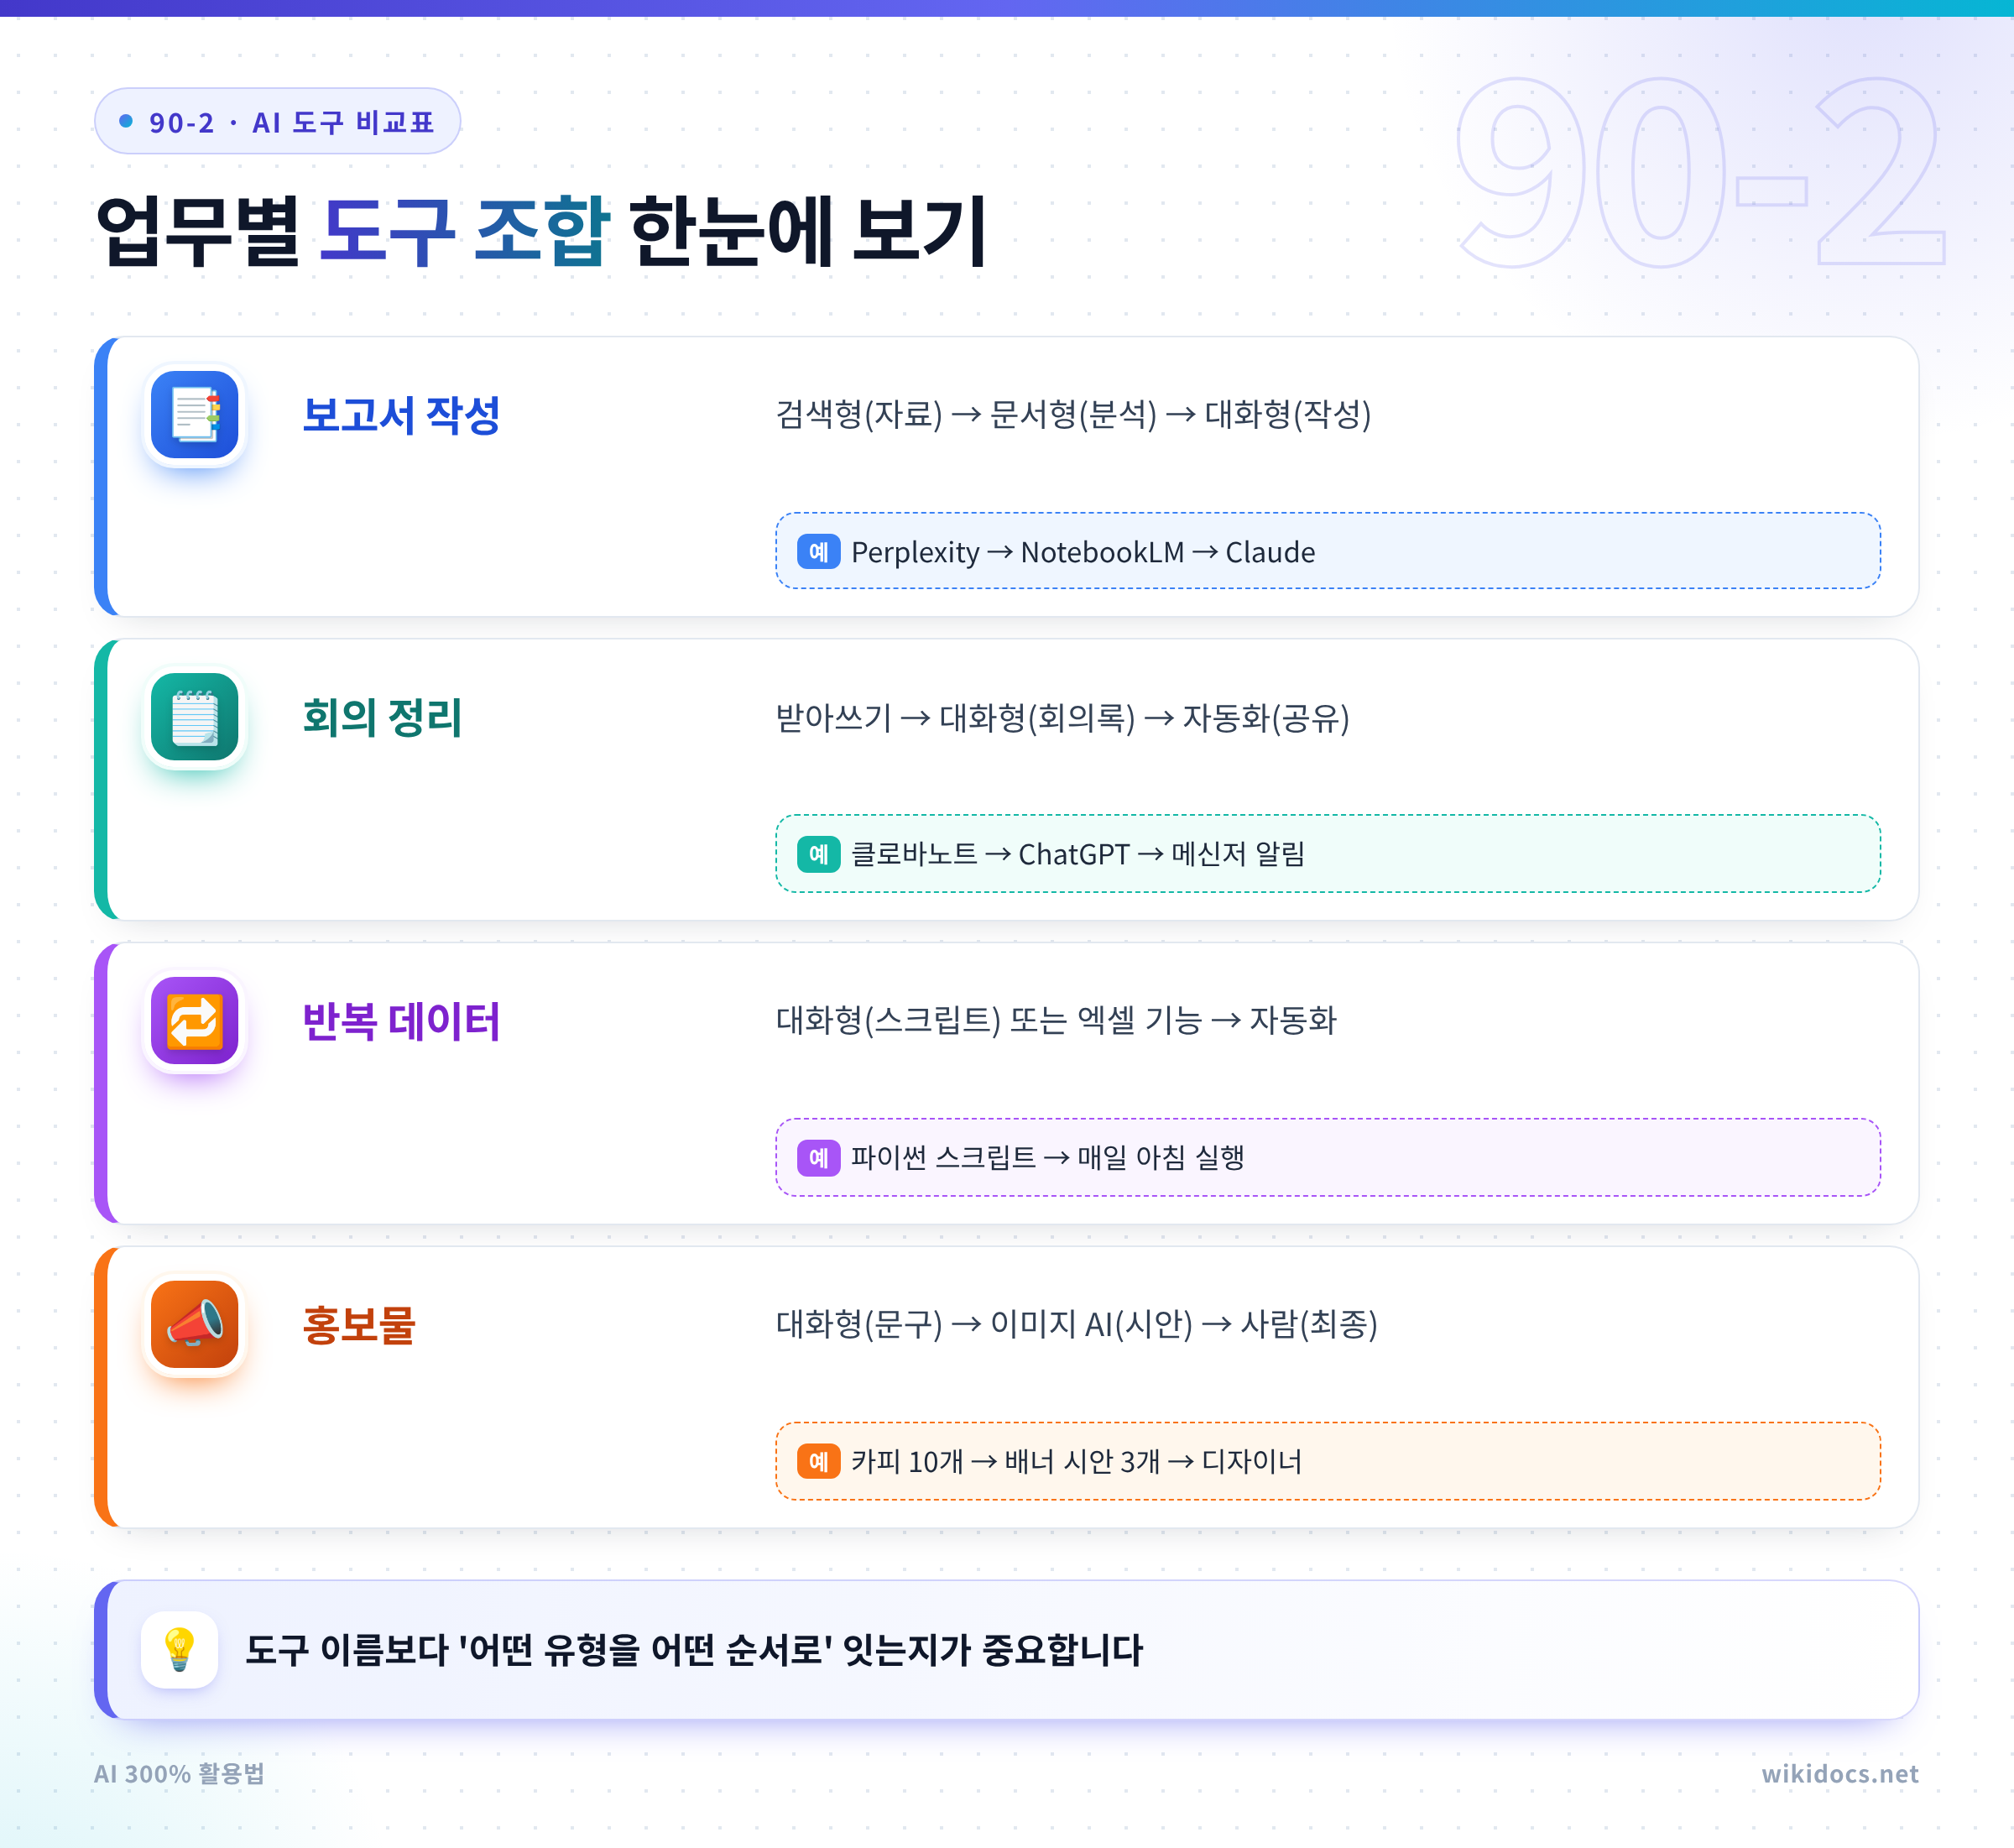 90-2 · AI 도구 비교표
90-2
업무별 도구 조합 한눈에 보기
보고서 작성
검색형(자료) → 문서형(분석) → 대화형(작성)
예 Perplexity → NotebookLM → Claude
회의 정리
받아쓰기 → 대화형(회의록) → 자동화(공유)
예 클로바노트 → ChatGPT → 메신저 알림
반복 데이터
대화형(스크립트) 또는 엑셀 기능 → 자동화
예 파이썬 스크립트 → 매일 아침 실행
홍보물
대화형(문구) → 이미지 AI(시안) → 사람(최종)
예 카피 10개 → 배너 시안 3개 → 디자이너
도구 이름보다 '어떤 유형을 어떤 순서로' 잇는지가 중요합니다
AI 300% 활용법
wikidocs.net